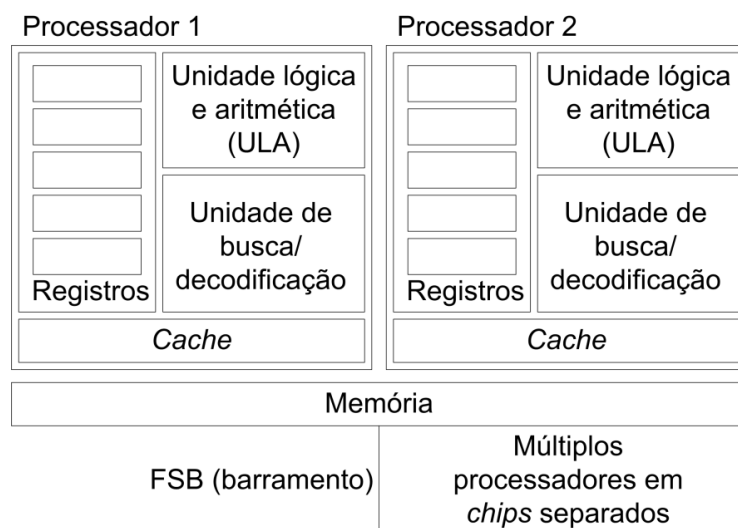 Processador 1
Processador 2
Registros
Unidade lógica
e aritmética
(ULA)
Unidade de
busca/
decodificação
Cache
Registros
Unidade lógica
e aritmética
(ULA)
Unidade de
busca/
decodificação
Cache
Memória
FSB (barramento)
Múltiplos
processadores em
chips separados